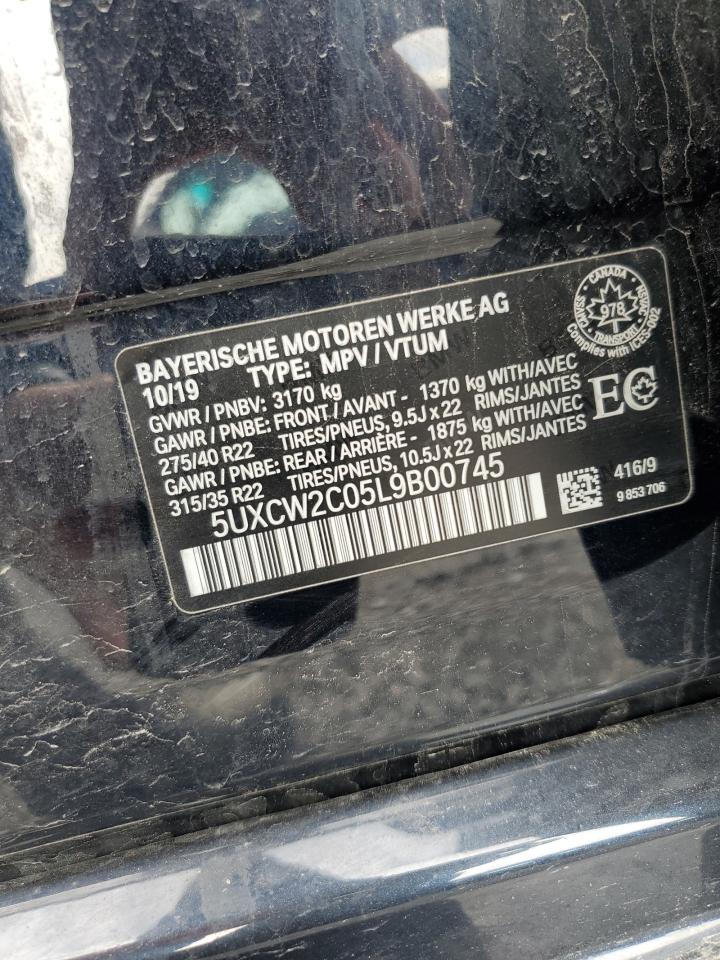 BAYERISCHE MOTOREN WERKE AG
10/19 TYPE: MPV / VTUM
GVWR / PNBV: 3170 kg
GAWR / PNBE: FRONT / AVANT - 1370 kg WITH/AVEC
275/40 R22 TIRES/PNEUS, 9.5J x 22 RIMS/JANTES
GAWR / PNBE: REAR / ARRIÈRE - 1875 kg WITH/AVEC
315/35 R22 TIRES/PNEUS, 10.5J x 22 RIMS/JANTES
5UXCW2C05L9B00745
CANADA
978
TRANSPORT
Complies with ICES-002
EC
416/9
9 853 706